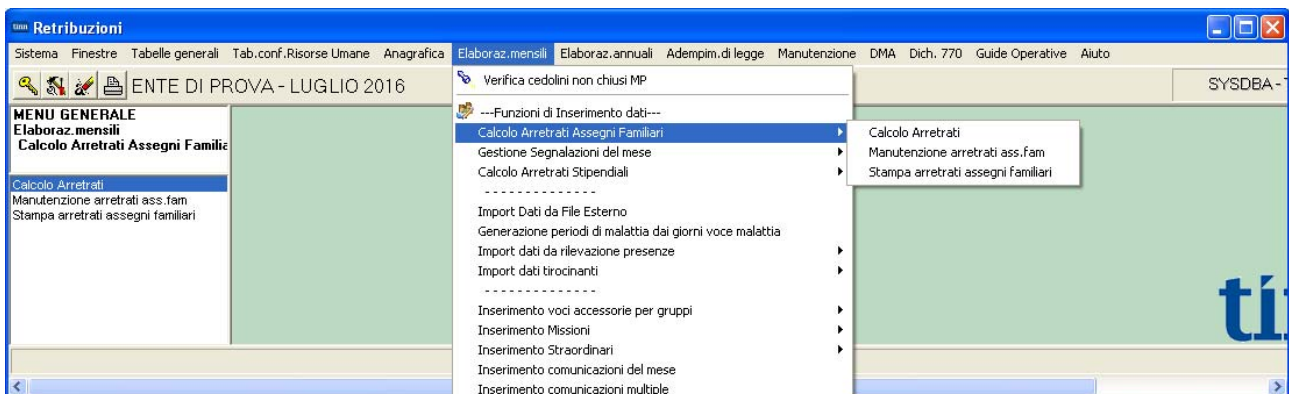 tinn Retribuzioni
Sistema Finestre Tabelle generali Tab.conf.Risorse Umane Anagrafica Elaboraz.mensili Elaboraz.annuali Adempim.di legge Manutenzione DMA Dich. 770 Guide Operative Aiuto
ENTE DI PROVA - LUGLIO 2016
SYSDBA -
MENU GENERALE
Elaboraz.mensili
Calcolo Arretrati Assegni Familia
Calcolo Arretrati
Manutenzione arretrati ass.fam
Stampa arretrati assegni familiari
Verifica cedolini non chiusi MP
---Funzioni di Inserimento dati---
Calcolo Arretrati Assegni Familiari
Gestione Segnalazioni del mese
Calcolo Arretrati Stipendiali
- - - - - - - - - - - - - -
Import Dati da File Esterno
Generazione periodi di malattia dai giorni voce malattia
Import dati da rilevazione presenze
Import dati tirocinanti
- - - - - - - - - - - - - -
Inserimento voci accessorie per gruppi
Inserimento Missioni
Inserimento Straordinari
Inserimento comunicazioni del mese
Inserimento comunicazioni multiple
Calcolo Arretrati
Manutenzione arretrati ass.fam
Stampa arretrati assegni familiari
tí